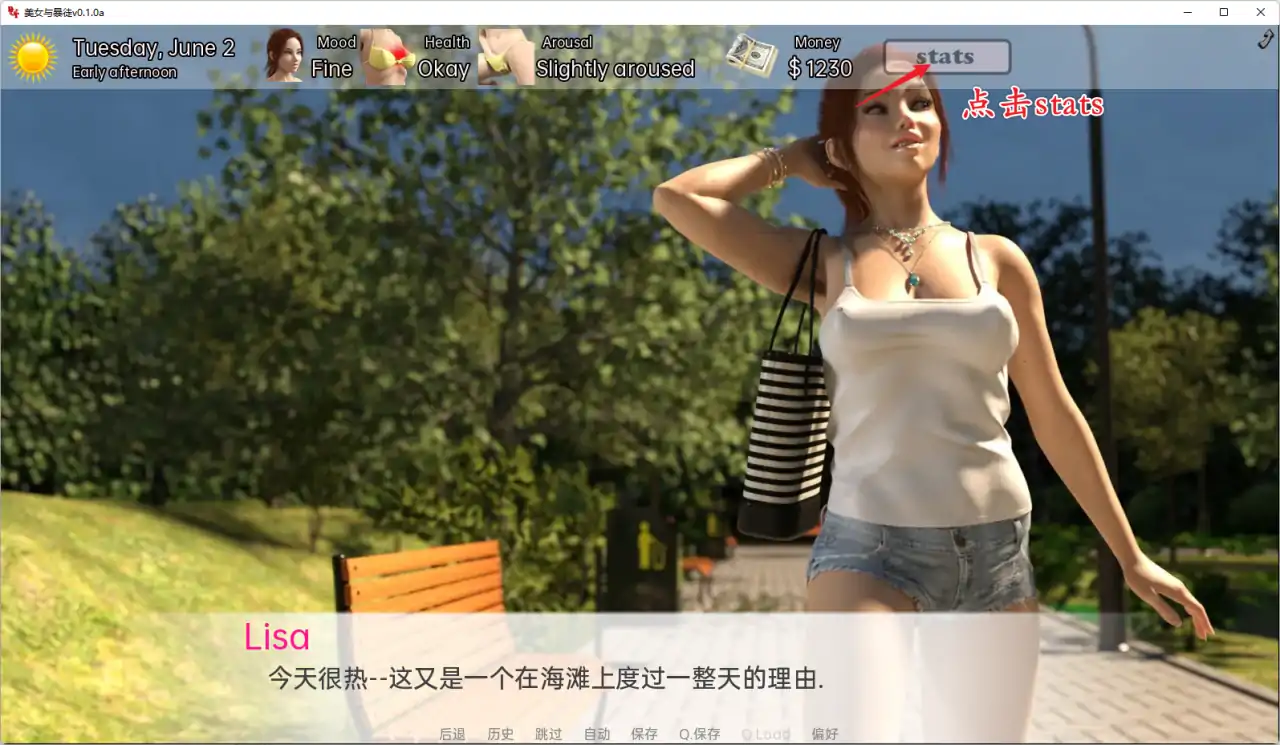 美女与暴徒v0.1.0a
Tuesday, June 2
Early afternoon
Mood
Fine
Health
Okay
Arousal
Slightly aroused
Money
$ 1230
stats
点击stats
Lisa
今天很热--这又是一个在海滩上度过一整天的理由.
后退 历史 跳过 自动 保存 Q.保存 Q.Load 偏好